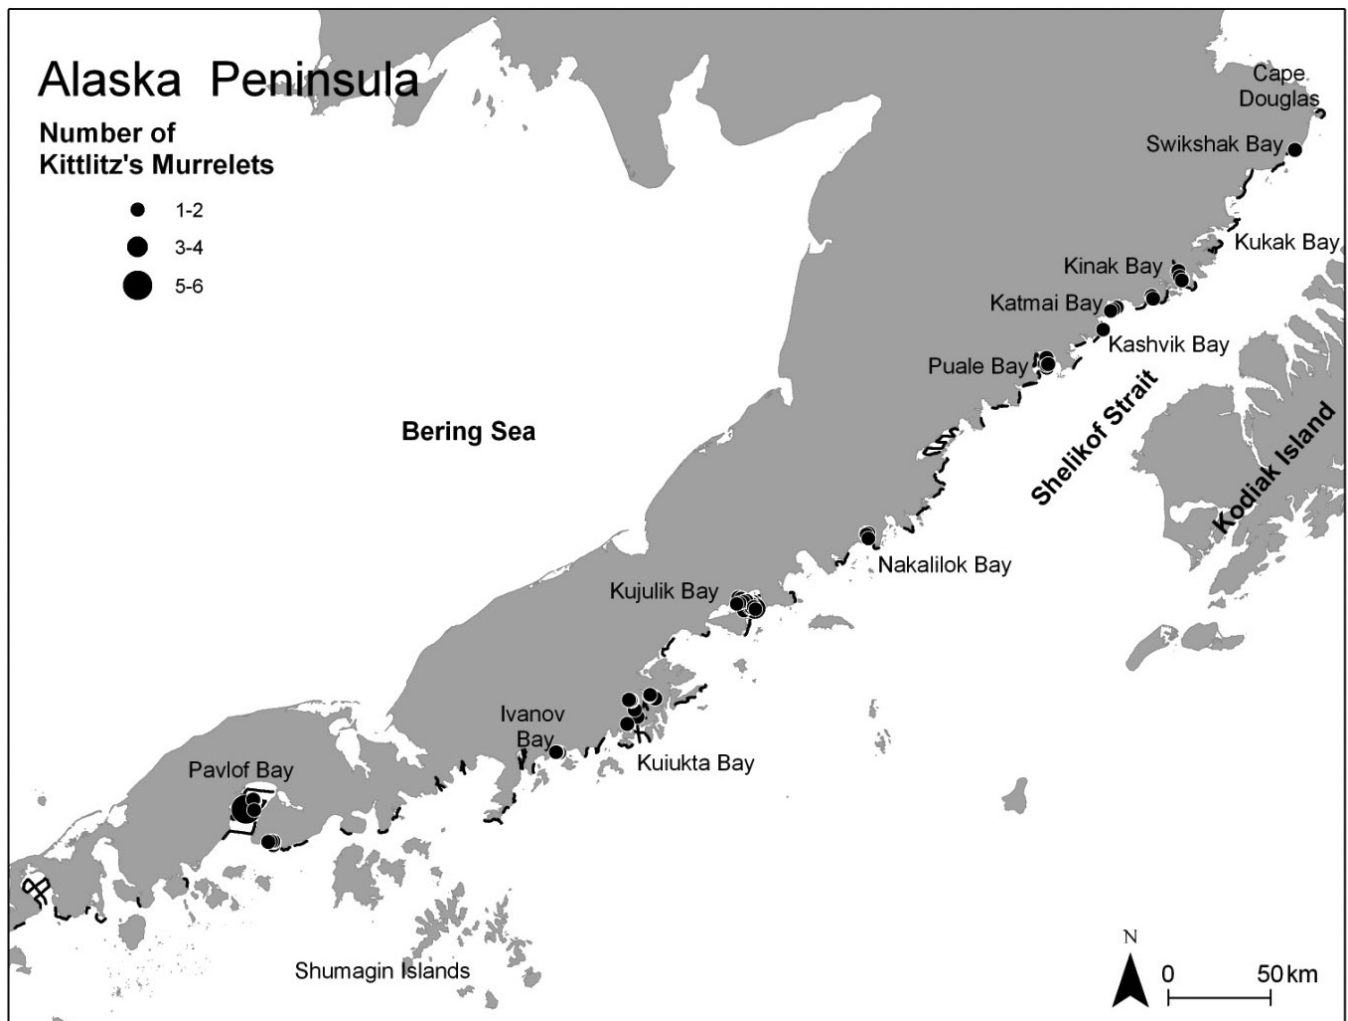 Alaska Peninsula
Number of
Kittlitz's Murrelets
1-2
3-4
5-6
Cape
Douglas
Swikshak Bay
Kukak Bay
Kinak Bay
Katmai Bay
Kashvik Bay
Puale Bay
Shelikof Strait
Kodiak Island
Bering Sea
Nakalilok Bay
Kujulik Bay
Ivanov
Bay
Kuiukta Bay
Pavlof Bay
Shumagin Islands
N
0 50 km